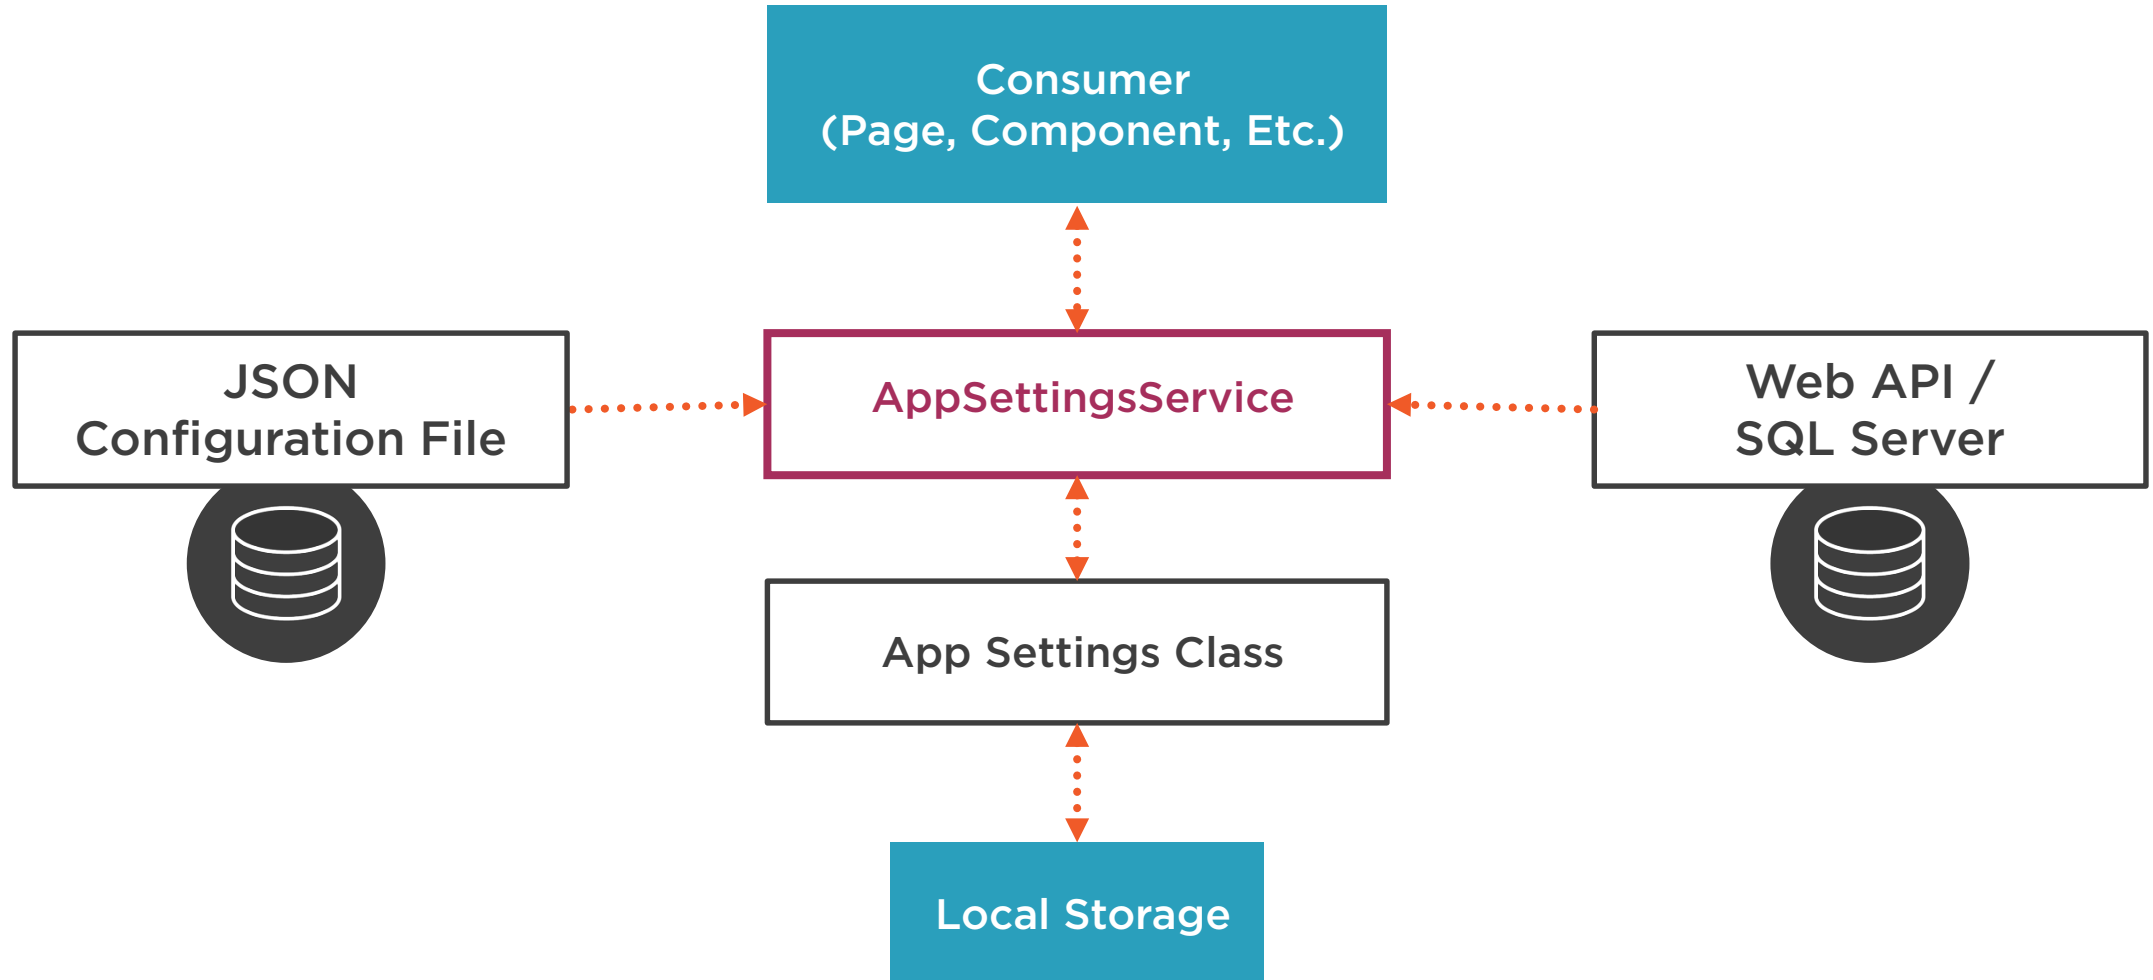 Consumer
(Page, Component, Etc.)
JSON
Configuration File
AppSettingsService
Web API /
SQL Server
App Settings Class
Local Storage